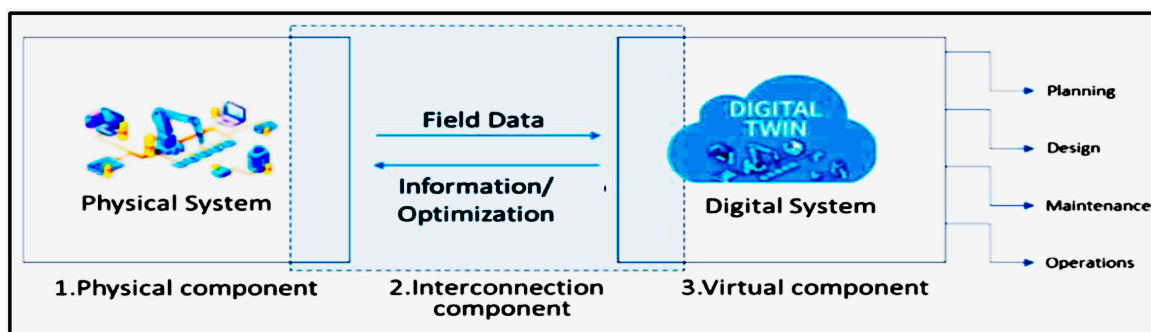 Field Data
Information/
Optimization
Physical System
DIGITAL
TWIN
Digital System
Planning
Design
Maintenance
Operations
1.Physical component
2.Interconnection
component
3.Virtual component